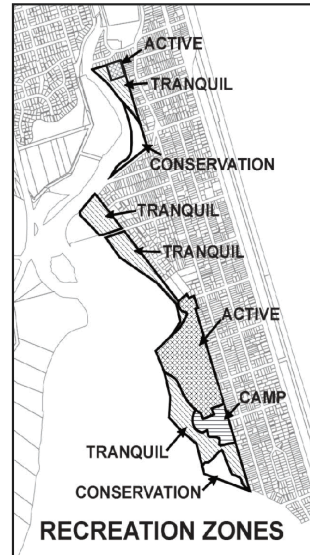 ACTIVE
TRANQUIL
CONSERVATION
TRANQUIL
TRANQUIL
ACTIVE
CAMP
TRANQUIL
CONSERVATION
RECREATION ZONES